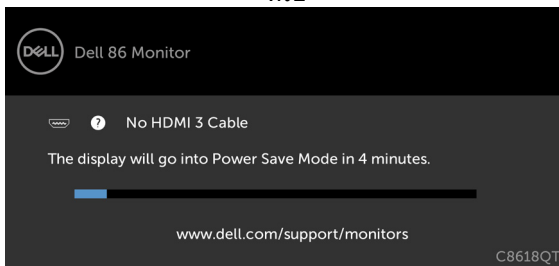 DELL Dell 86 Monitor
? No HDMI 3 Cable
The display will go into Power Save Mode in 4 minutes.
www.dell.com/support/monitors
C8618QT